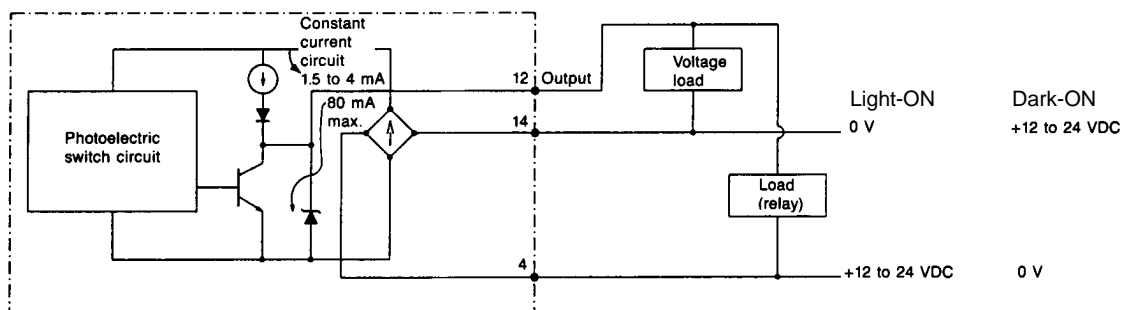 Constant
current
circuit
1.5 to 4 mA
80 mA
max.
Photoelectric
switch circuit
12 Output
14
4
Voltage
load
Load
(relay)
Light-ON Dark-ON
0 V +12 to 24 VDC
+12 to 24 VDC 0 V